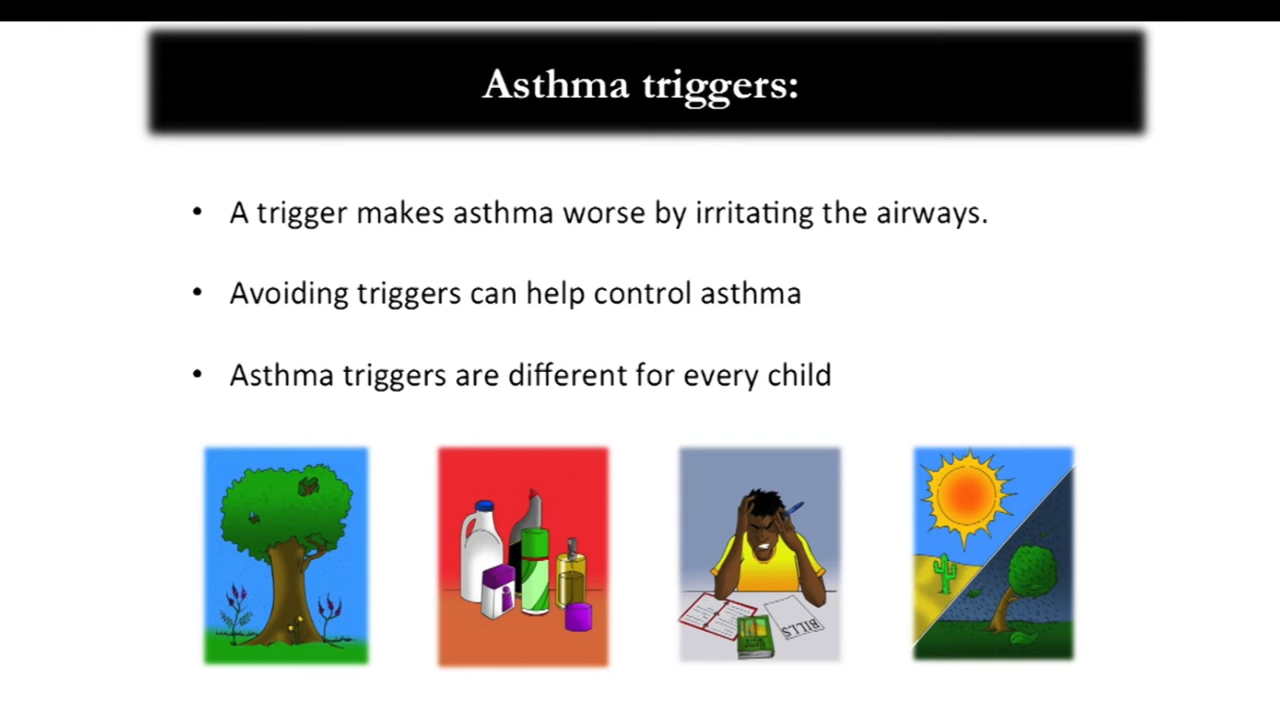 Asthma triggers:
• A trigger makes asthma worse by irritating the airways.
• Avoiding triggers can help control asthma
• Asthma triggers are different for every child
BILLS